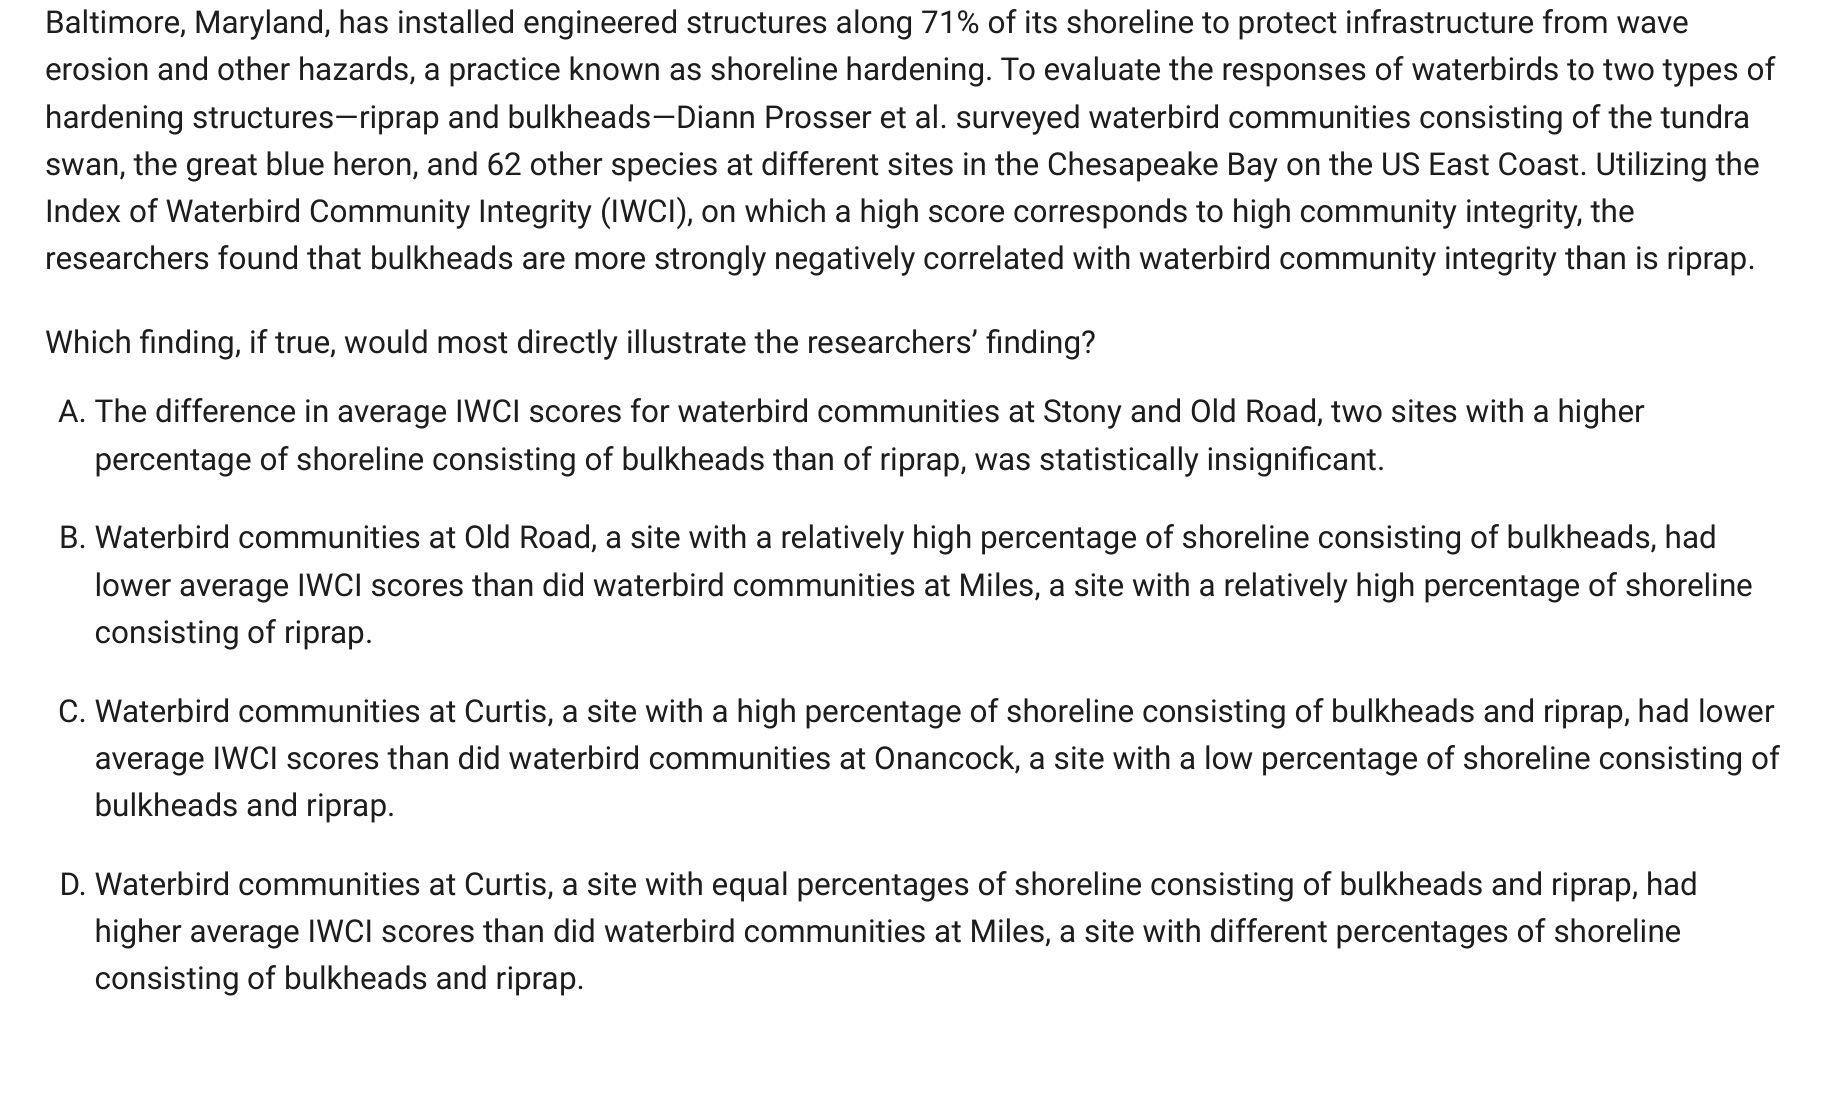 Baltimore, Maryland, has installed engineered structures along 71% of its shoreline to protect infrastructure from wave
erosion and other hazards, a practice known as shoreline hardening. To evaluate the responses of waterbirds to two types of
hardening structures—riprap and bulkheads—Diann Prosser et al. surveyed waterbird communities consisting of the tundra
swan, the great blue heron, and 62 other species at different sites in the Chesapeake Bay on the US East Coast. Utilizing the
Index of Waterbird Community Integrity (IWCI), on which a high score corresponds to high community integrity, the
researchers found that bulkheads are more strongly negatively correlated with waterbird community integrity than is riprap.
Which finding, if true, would most directly illustrate the researchers’ finding?
A. The difference in average IWCI scores for waterbird communities at Stony and Old Road, two sites with a higher
percentage of shoreline consisting of bulkheads than of riprap, was statistically insignificant.
B. Waterbird communities at Old Road, a site with a relatively high percentage of shoreline consisting of bulkheads, had
lower average IWCI scores than did waterbird communities at Miles, a site with a relatively high percentage of shoreline
consisting of riprap.
C. Waterbird communities at Curtis, a site with a high percentage of shoreline consisting of bulkheads and riprap, had lower
average IWCI scores than did waterbird communities at Onancock, a site with a low percentage of shoreline consisting of
bulkheads and riprap.
D. Waterbird communities at Curtis, a site with equal percentages of shoreline consisting of bulkheads and riprap, had
higher average IWCI scores than did waterbird communities at Miles, a site with different percentages of shoreline
consisting of bulkheads and riprap.